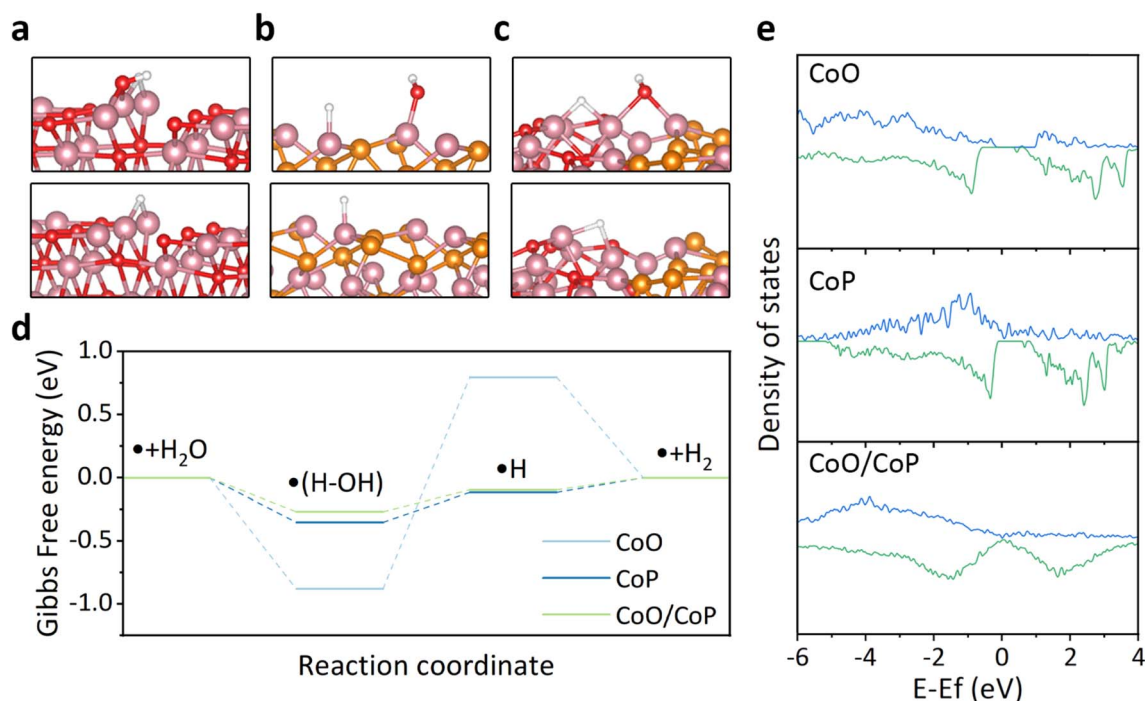 a
b
c
d
Gibbs Free energy (eV)
1.0
0.5
0.0
-0.5
-1.0
●+H₂O
●(H-OH)
●H
●+H₂
CoO
CoP
CoO/CoP
Reaction coordinate
e
Density of states
CoO
CoP
CoO/CoP
-6 -4 -2 0 2 4
E-Ef (eV)